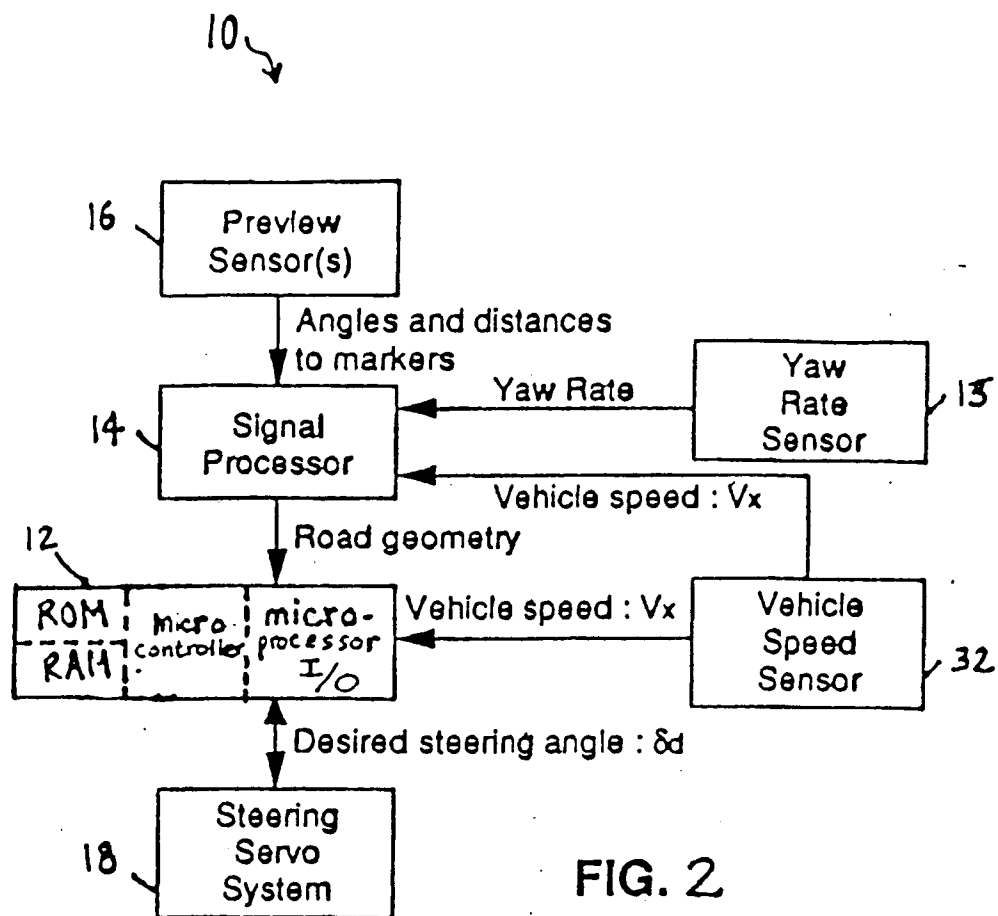 10
16
Preview
Sensor(s)
Angles and distances
to markers
Yaw Rate
Yaw
Rate
Sensor
15
14
Signal
Processor
Vehicle speed : Vx
Road geometry
12
ROM
RAM
micro
controller
micro-
processor
I/O
Vehicle speed : Vx
Vehicle
Speed
Sensor
32
Desired steering angle : δd
18
Steering
Servo
System
FIG. 2